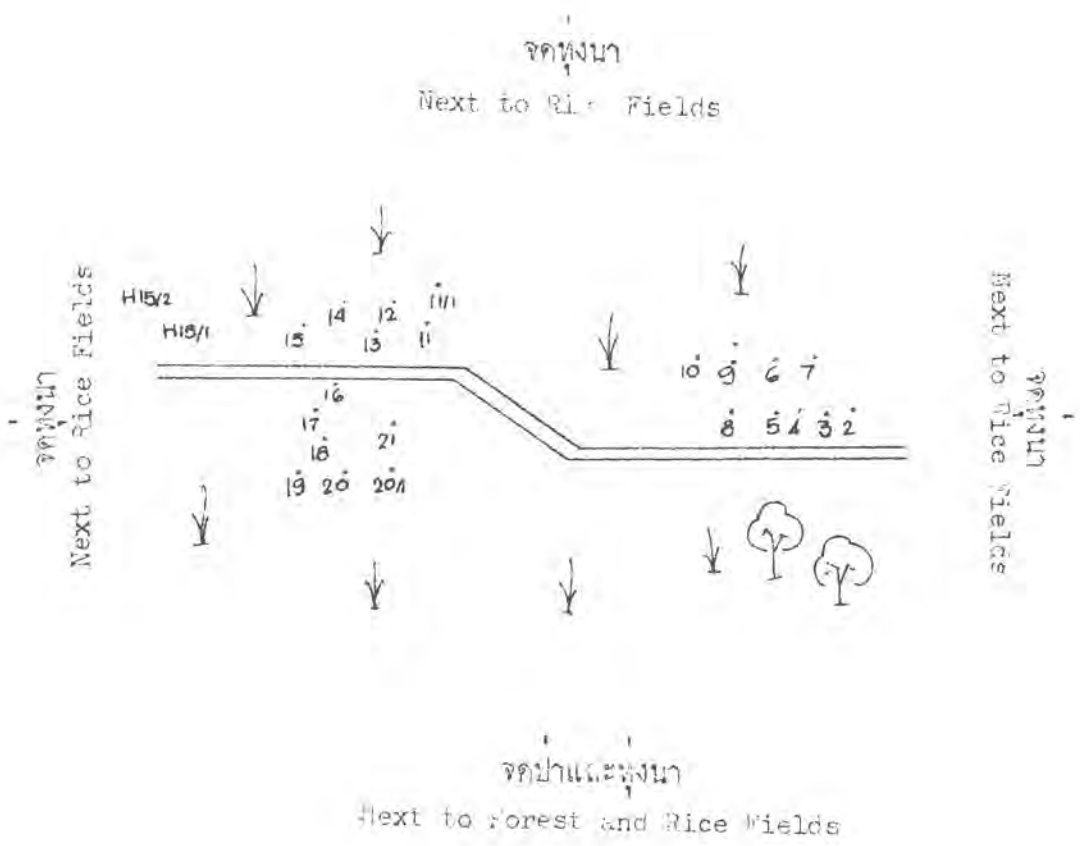 จดทุ่งนา
Next to Rice Fields
จดทุ่งนา
Next to Rice Fields
H15/2
H15/1
15
14
13
12
11
11/1
10
9
6
7
8
5
4
3
2
16
17
18
21
19
20
20/1
จดทุ่งนา
Next to Rice Fields
จดป่าและทุ่งนา
Next to Forest and Rice Fields